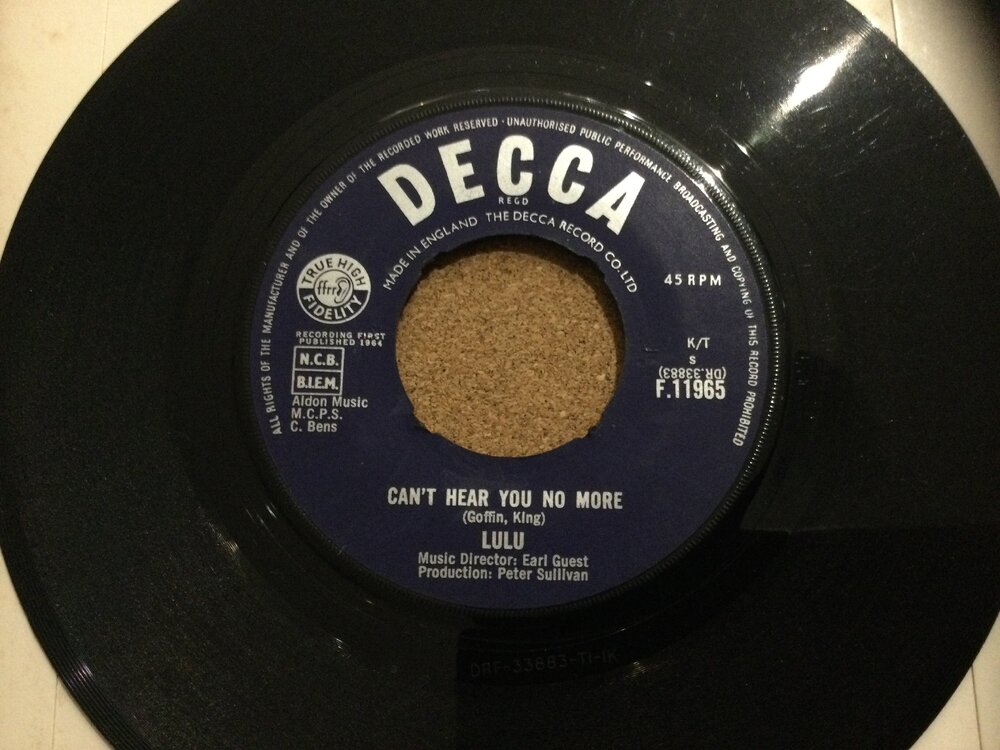 ALL RIGHTS OF THE MANUFACTURER AND OF THE OWNER OF THE RECORDED WORK RESERVED · UNAUTHORISED PUBLIC PERFORMANCE BROADCASTING AND COPYING OF THIS RECORD PROHIBITED
DECCA
REGD
MADE IN ENGLAND THE DECCA RECORD CO. LTD
TRUE HIGH
ffrr
FIDELITY
45 RPM
RECORDING FIRST
PUBLISHED 1964
N.C.B.
B.I.E.M.
Aldon Music
M.C.P.S.
C. Bens
K/T
S
(DR.33883)
F.11965
CAN'T HEAR YOU NO MORE
(Goffin, King)
LULU
Music Director: Earl Guest
Production: Peter Sullivan
DRF-33883-T1-1K